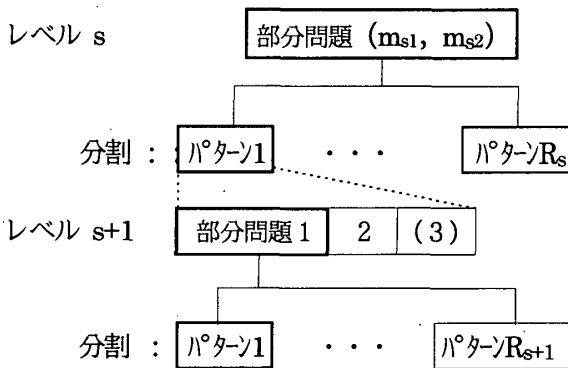 レベル s
部分問題 (ms1, ms2)
分割 : パターン1 ・・・ パターンRs
レベル s+1
部分問題 1 2 (3)
分割 : パターン1 ・・・ パターンRs+1